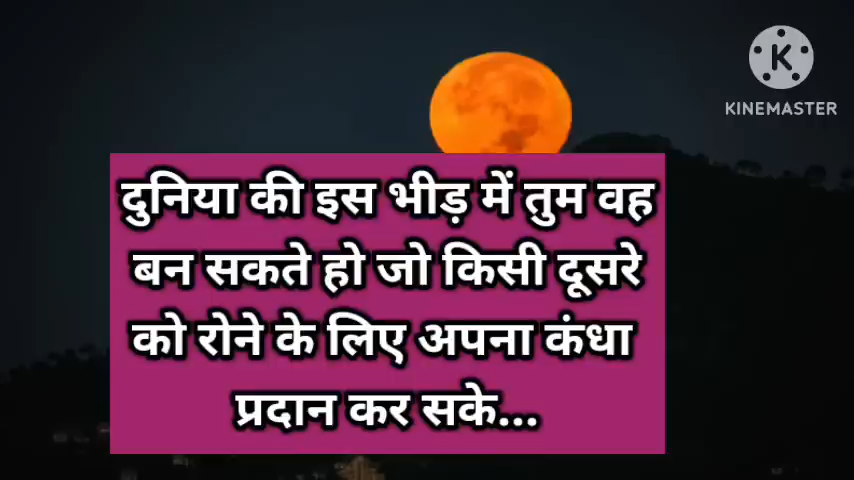 KINEMASTER
दुनिया की इस भीड़ में तुम वह
बन सकते हो जो किसी दूसरे
को रोने के लिए अपना कंधा
प्रदान कर सके...